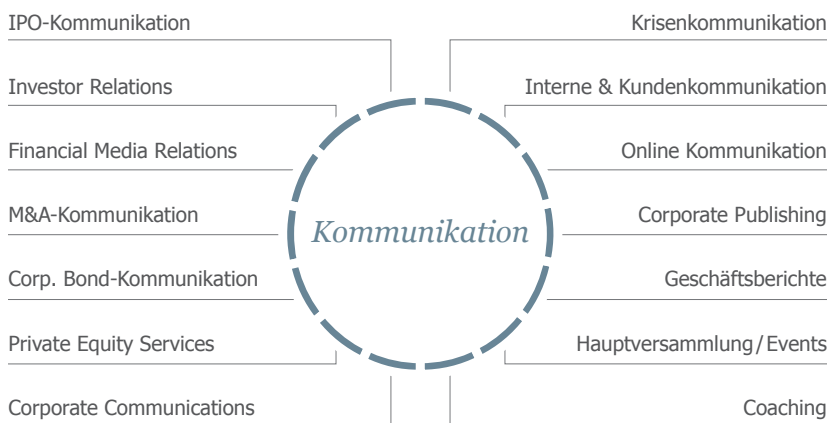 IPO-Kommunikation
Investor Relations
Financial Media Relations
M&A-Kommunikation
Corp. Bond-Kommunikation
Private Equity Services
Corporate Communications
Kommunikation
Krisenkommunikation
Interne & Kundenkommunikation
Online Kommunikation
Corporate Publishing
Geschäftsberichte
Hauptversammlung/Events
Coaching